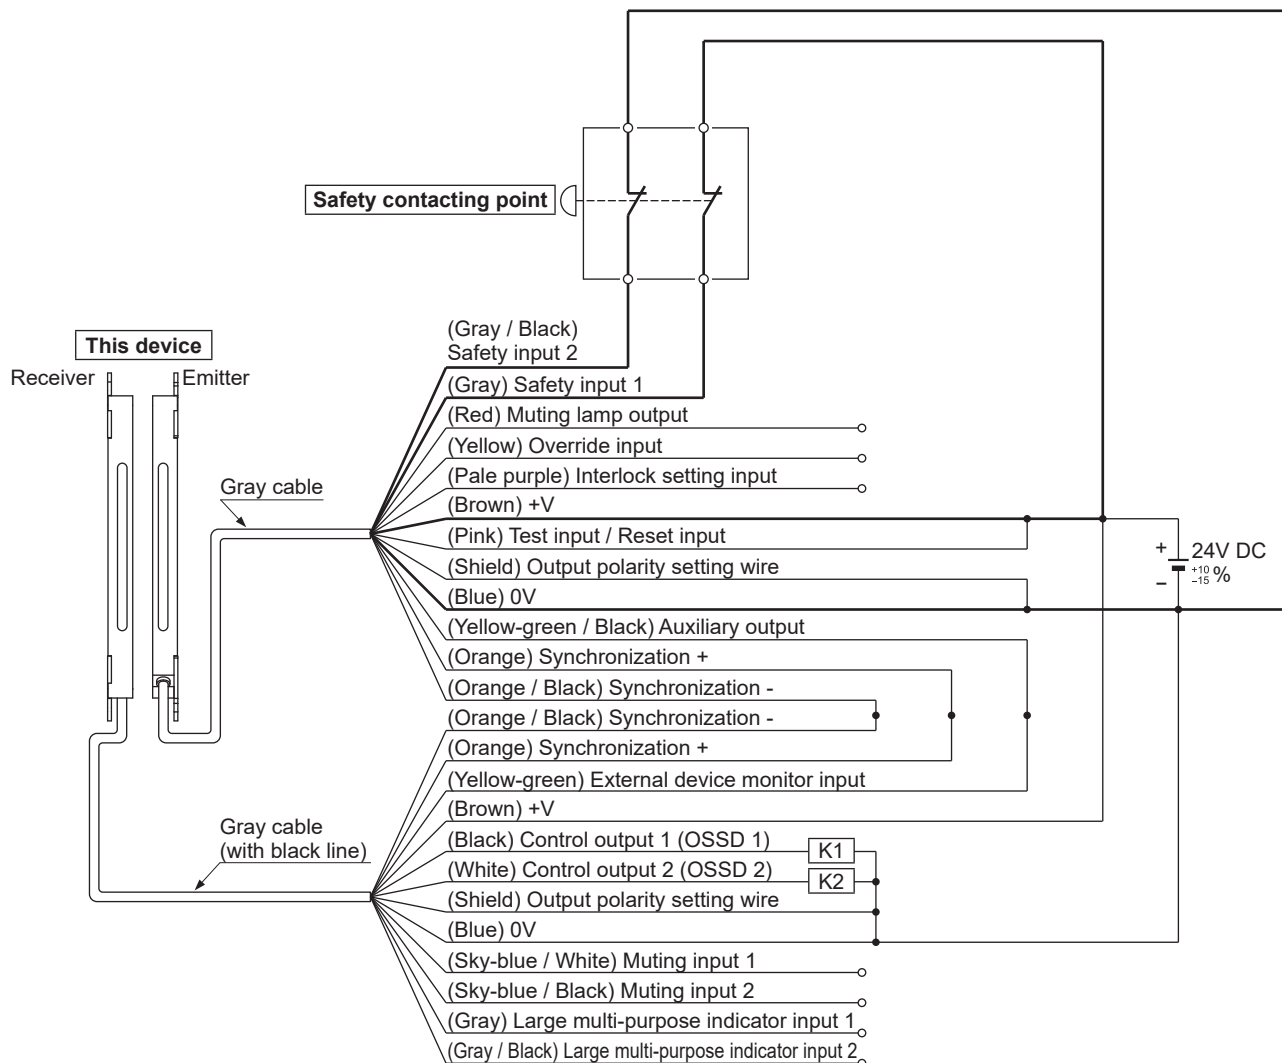 Safety contacting point
(Gray / Black)
Safety input 2
This device
Receiver
Emitter
(Gray) Safety input 1
(Red) Muting lamp output
(Yellow) Override input
(Pale purple) Interlock setting input
Gray cable
(Brown) +V
(Pink) Test input / Reset input
+
24V DC
+10
-15 %
−
(Shield) Output polarity setting wire
(Blue) 0V
(Yellow-green / Black) Auxiliary output
(Orange) Synchronization +
(Orange / Black) Synchronization -
(Orange / Black) Synchronization -
(Orange) Synchronization +
(Yellow-green) External device monitor input
(Brown) +V
Gray cable
(with black line)
(Black) Control output 1 (OSSD 1)
K1
(White) Control output 2 (OSSD 2)
K2
(Shield) Output polarity setting wire
(Blue) 0V
(Sky-blue / White) Muting input 1
(Sky-blue / Black) Muting input 2
(Gray) Large multi-purpose indicator input 1
(Gray / Black) Large multi-purpose indicator input 2